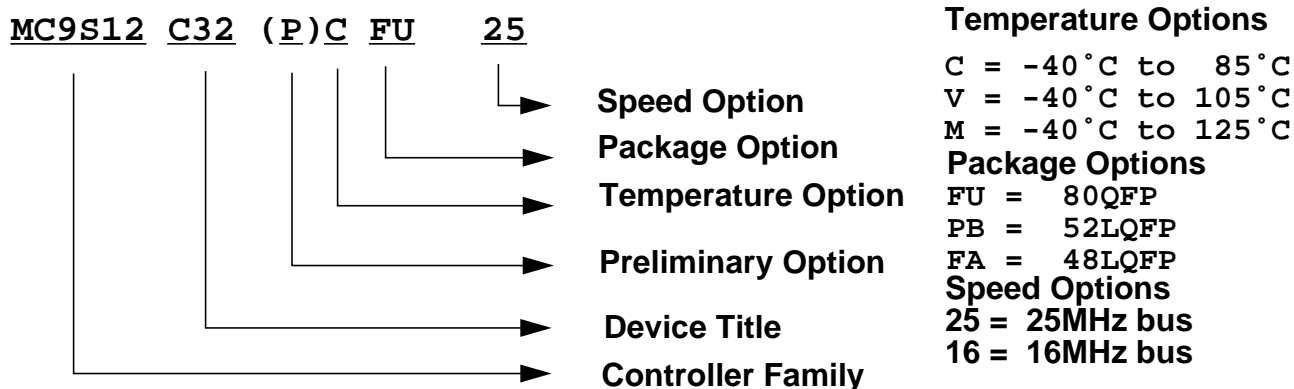 MC9S12 C32 (P)C FU 25
Speed Option
Package Option
Temperature Option
Preliminary Option
Device Title
Controller Family
Temperature Options
C = -40˚C to 85˚C
V = -40˚C to 105˚C
M = -40˚C to 125˚C
Package Options
FU = 80QFP
PB = 52LQFP
FA = 48LQFP
Speed Options
25 = 25MHz bus
16 = 16MHz bus